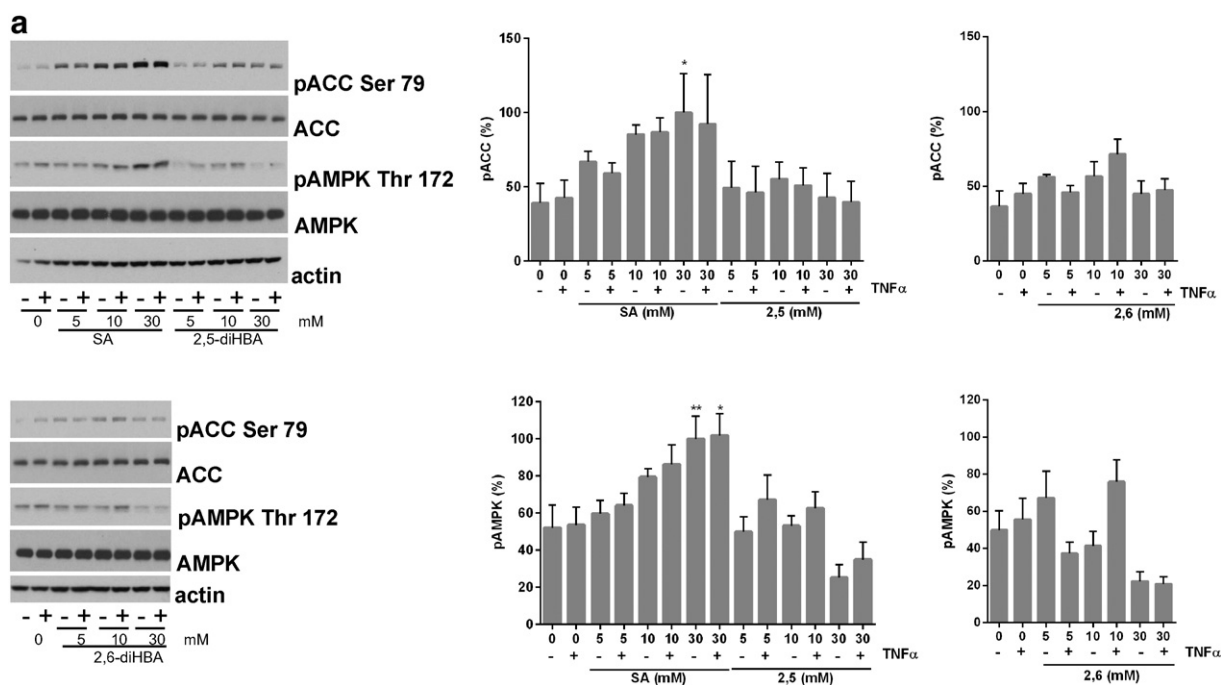 a
pACC Ser 79
ACC
pAMPK Thr 172
AMPK
actin
- + - + - + - + - + - + - +
0 5 10 30 5 10 30 mM
SA 2,5-diHBA
pACC (%)
150
100
50
0
*
0 0 5 5 10 10 30 30 5 5 10 10 30 30
- + - + - + - + - + - + - + TNFα
SA (mM) 2,5 (mM)
pACC (%)
150
100
50
0
0 0 5 5 10 10 30 30
- + - + - + - + TNFα
2,6 (mM)
pACC Ser 79
ACC
pAMPK Thr 172
AMPK
actin
- + - + - + - +
0 5 10 30 mM
2,6-diHBA
pAMPK (%)
120
100
80
60
40
20
0
** *
0 0 5 5 10 10 30 30 5 5 10 10 30 30
- + - + - + - + - + - + - + TNFα
SA (mM) 2,5 (mM)
pAMPK (%)
120
100
80
60
40
20
0
0 0 5 5 10 10 30 30
- + - + - + - + TNFα
2,6 (mM)